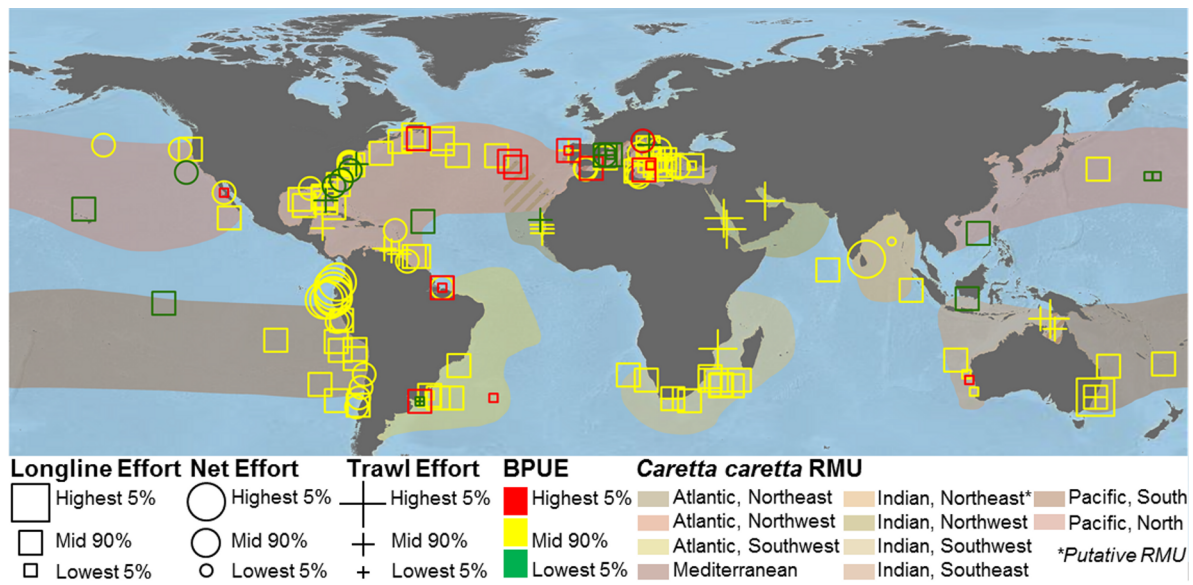 Longline Effort
Highest 5%
Mid 90%
Lowest 5%
Net Effort
Highest 5%
Mid 90%
Lowest 5%
Trawl Effort
Highest 5%
Mid 90%
Lowest 5%
BPUE
Highest 5%
Mid 90%
Lowest 5%
Caretta caretta RMU
Atlantic, Northeast
Atlantic, Northwest
Atlantic, Southwest
Mediterranean
Indian, Northeast*
Indian, Northwest
Indian, Southwest
Indian, Southeast
Pacific, South
Pacific, North
*Putative RMU